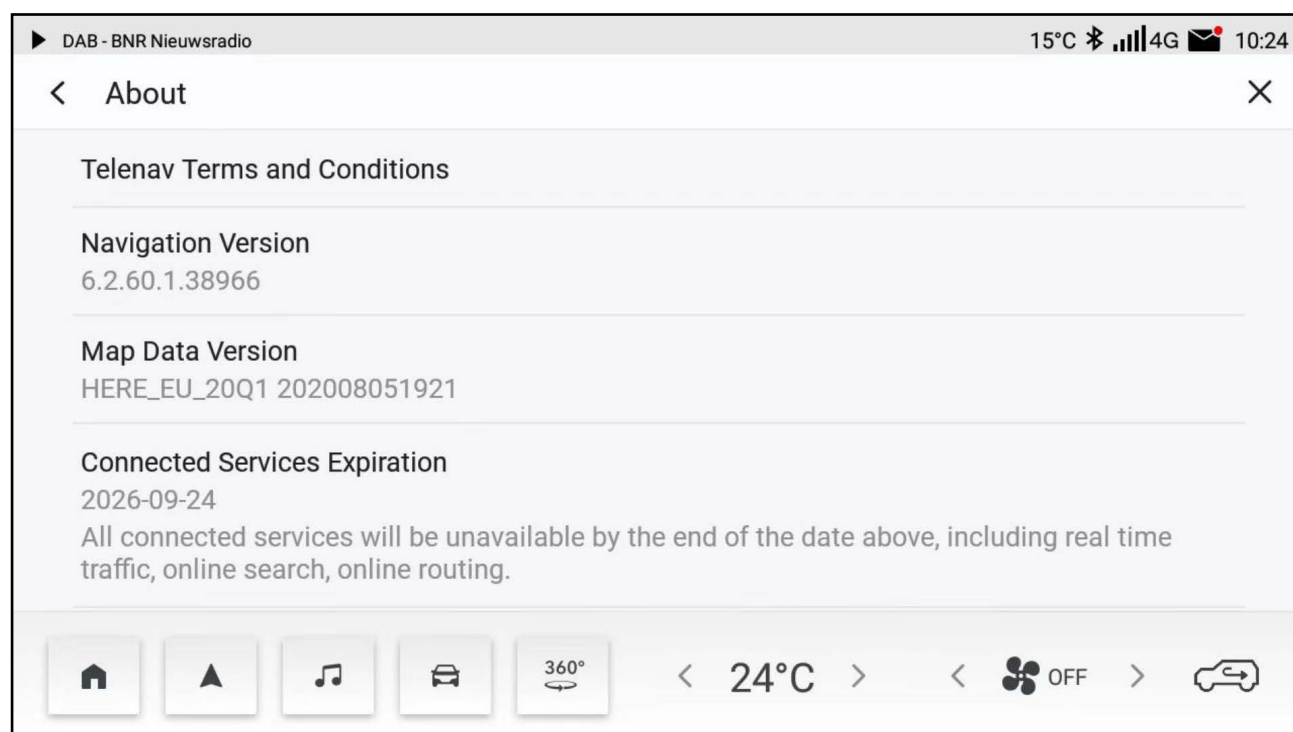 DAB - BNR Nieuwsradio
15°C 4G 10:24
About
Telenav Terms and Conditions
Navigation Version
6.2.60.1.38966
Map Data Version
HERE_EU_20Q1 202008051921
Connected Services Expiration
2026-09-24
All connected services will be unavailable by the end of the date above, including real time
traffic, online search, online routing.
360°
24°C
OFF